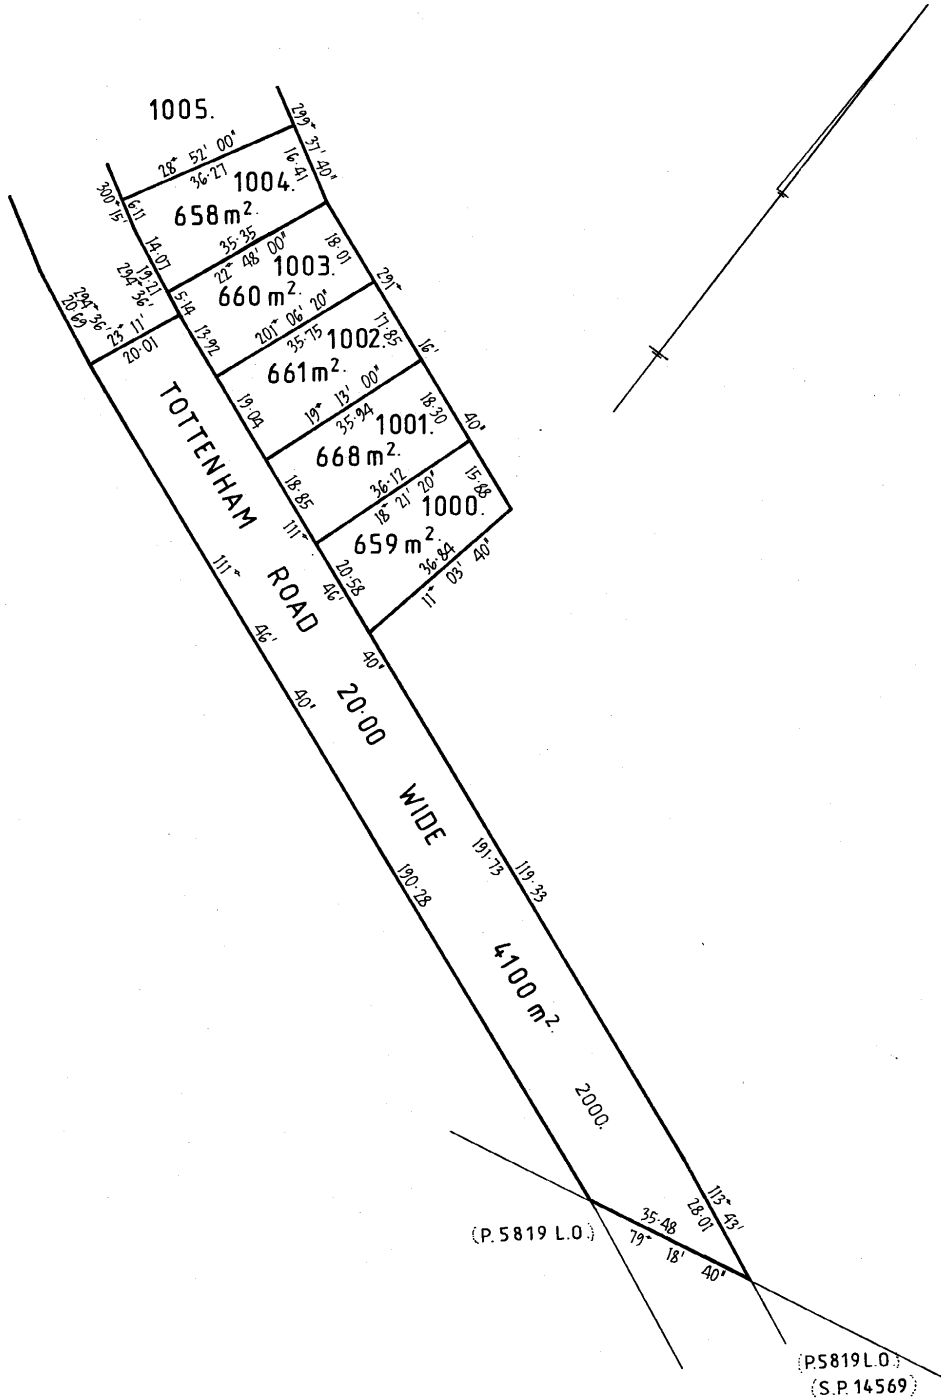 1005.
299° 37' 40"
28° 52' 00"
36·27
16·41
1004.
658 m².
300° 15'
6·11
14·07
35·35
22° 48' 00"
18·01
1003.
660 m².
294° 36'
19·21
5·14
294° 36'
20·69
23° 11'
20·01
13·92
201° 06' 20"
35·75
17·85
1002.
661 m².
291° 16' 40"
19·04
19° 13' 00"
35·94
18·30
1001.
668 m².
18·85
36·12
18° 21' 20"
15·88
1000.
659 m².
20·58
36·84
11° 03' 40"
111° 46' 40"
111° 46' 40"
TOTTENHAM ROAD 20·00 WIDE
191·73
119·33
190·28
4100 m².
2000.
113° 43'
28·01
35·48
79° 18' 40"
(P. 5819 L.O.)
(P.5819 L.O.)
(S.P. 14569)